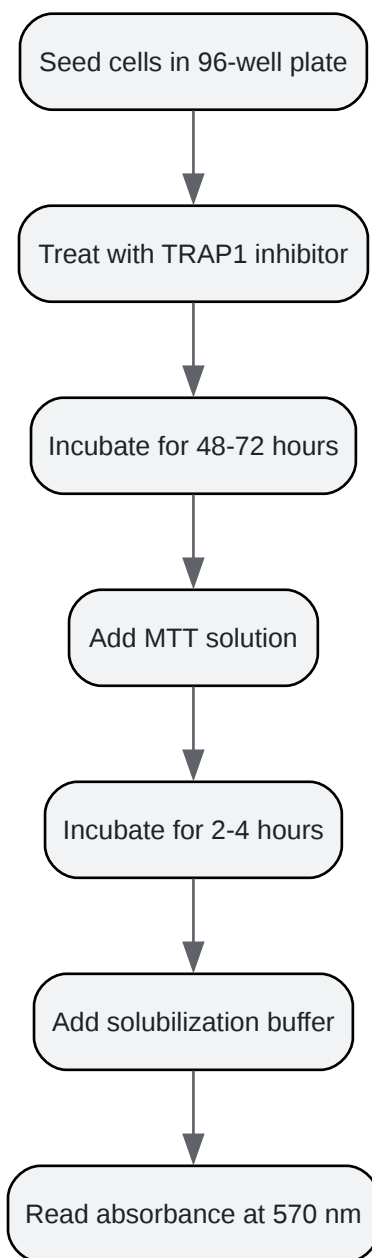 Seed cells in 96-well plate
Treat with TRAP1 inhibitor
Incubate for 48-72 hours
Add MTT solution
Incubate for 2-4 hours
Add solubilization buffer
Read absorbance at 570 nm